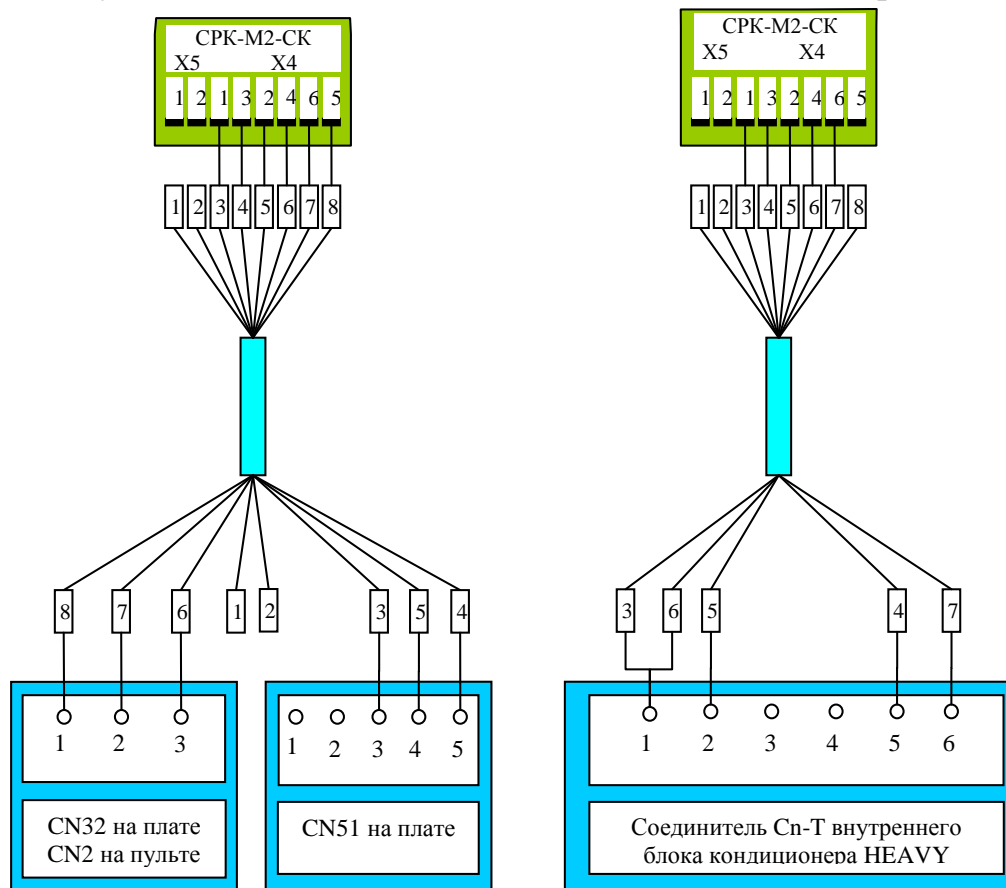 СРК-М2-СК
X5 X4
1 2 1 3 2 4 6 5
1 2 3 4 5 6 7 8
8 7 6 1 2 3 5 4
1 2 3
1 2 3 4 5
CN32 на плате
CN2 на пульте
CN51 на плате
СРК-М2-СК
X5 X4
1 2 1 3 2 4 6 5
1 2 3 4 5 6 7 8
3 6 5 4 7
1 2 3 4 5 6
Соединитель Cn-T внутреннего
блока кондиционера HEAVY